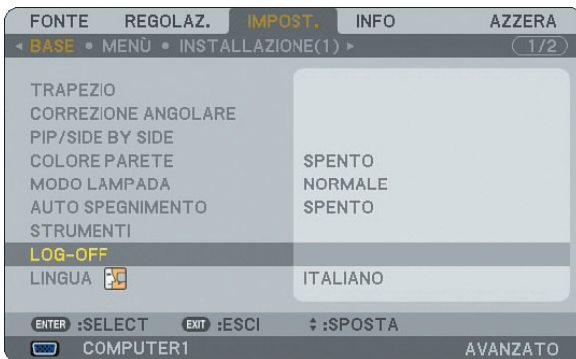 FONTE REGOLAZ. IMPOST. INFO AZZERA
BASE • MENÙ • INSTALLAZIONE(1) 1/2
TRAPEZIO
CORREZIONE ANGOLARE
PIP/SIDE BY SIDE
COLORE PARETE SPENTO
MODO LAMPADA NORMALE
AUTO SPEGNIMENTO SPENTO
STRUMENTI
LOG-OFF
LINGUA ITALIANO
ENTER :SELECT EXIT :ESCI :SPOSTA
COMPUTER1 AVANZATO